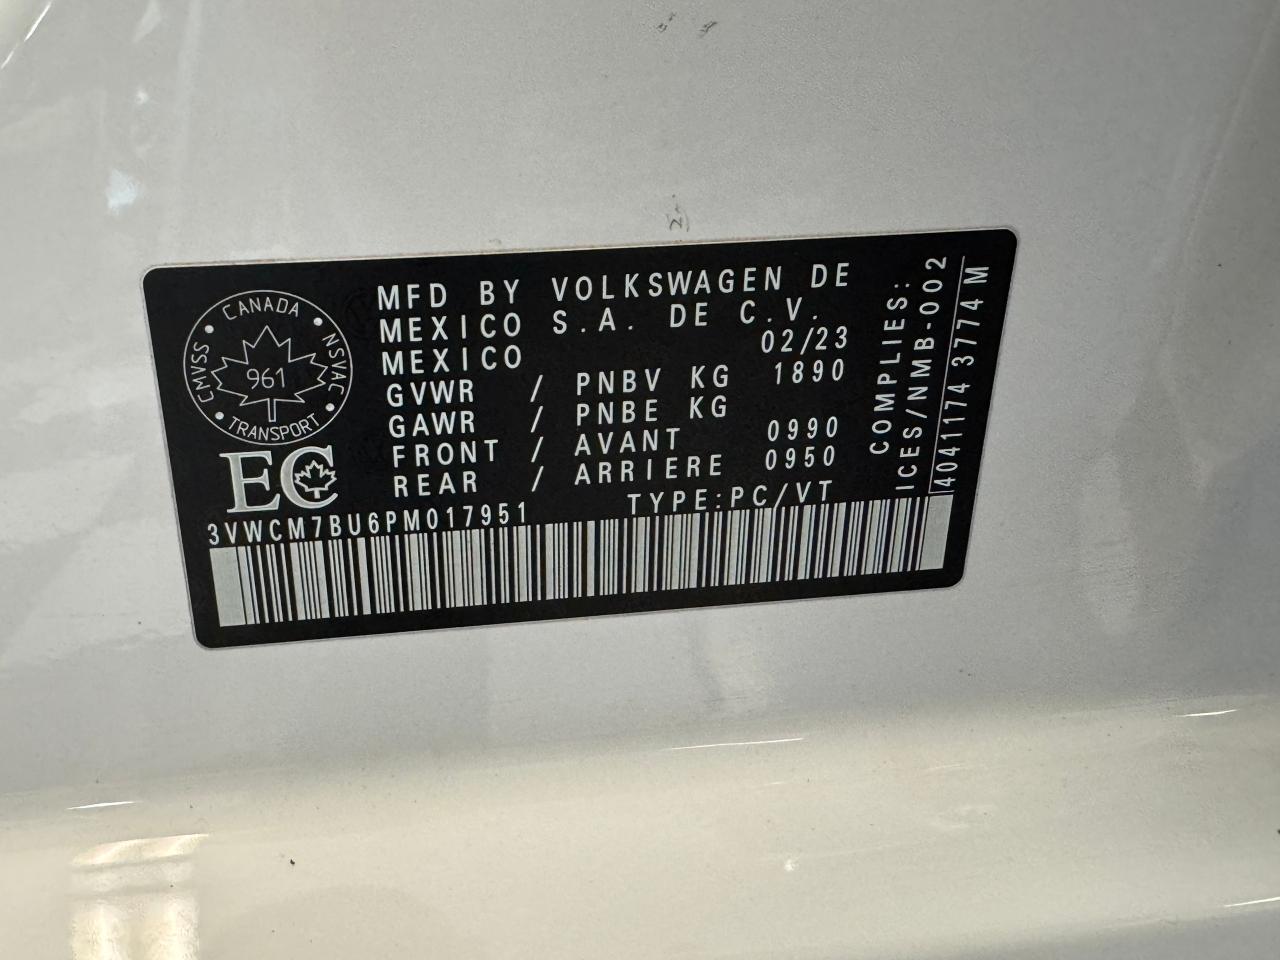 CANADA
CMVSS
NSVAC
961
TRANSPORT
EC
MFD BY VOLKSWAGEN DE
MEXICO S.A. DE C.V.
MEXICO 02/23
GVWR / PNBV KG 1890
GAWR / PNBE KG
FRONT / AVANT 0990
REAR / ARRIERE 0950
TYPE:PC/VT
3VWCM7BU6PM017951
COMPLIES:
ICES/NMB-002
40411174 3774 M